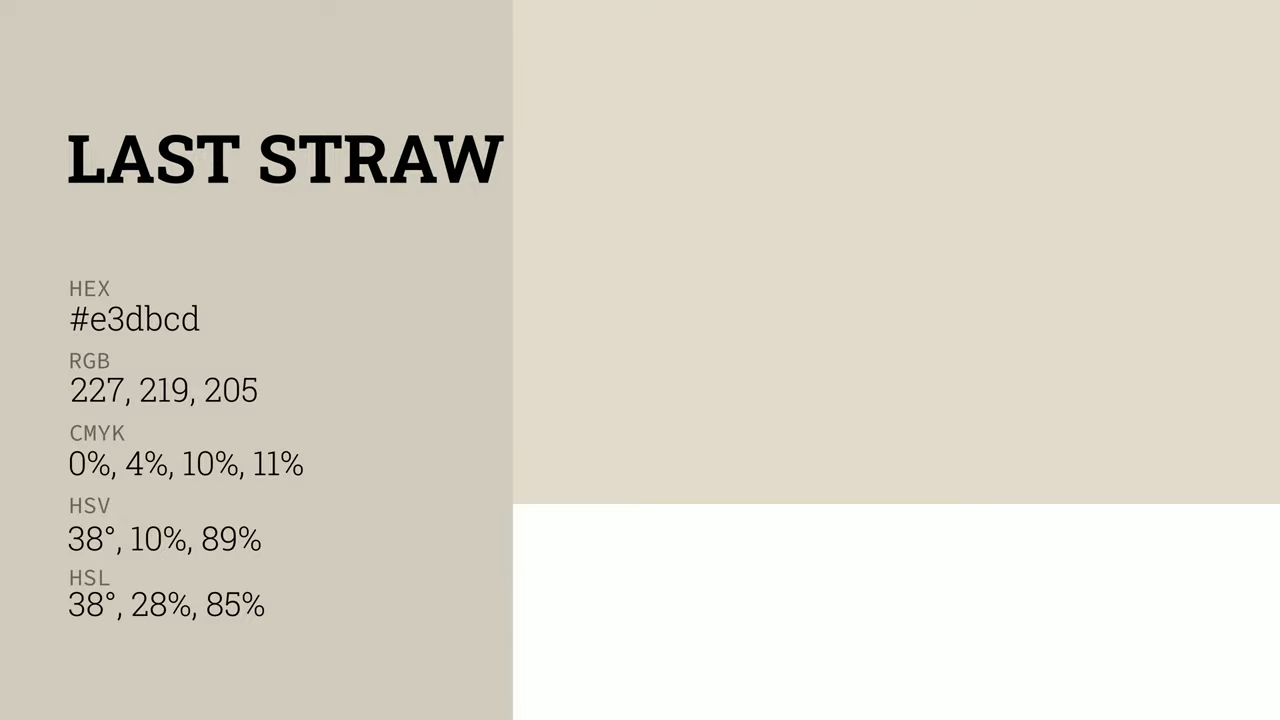 LAST STRAW
HEX
#e3dbcd
RGB
227, 219, 205
CMYK
0%, 4%, 10%, 11%
HSV
38°, 10%, 89%
HSL
38°, 28%, 85%